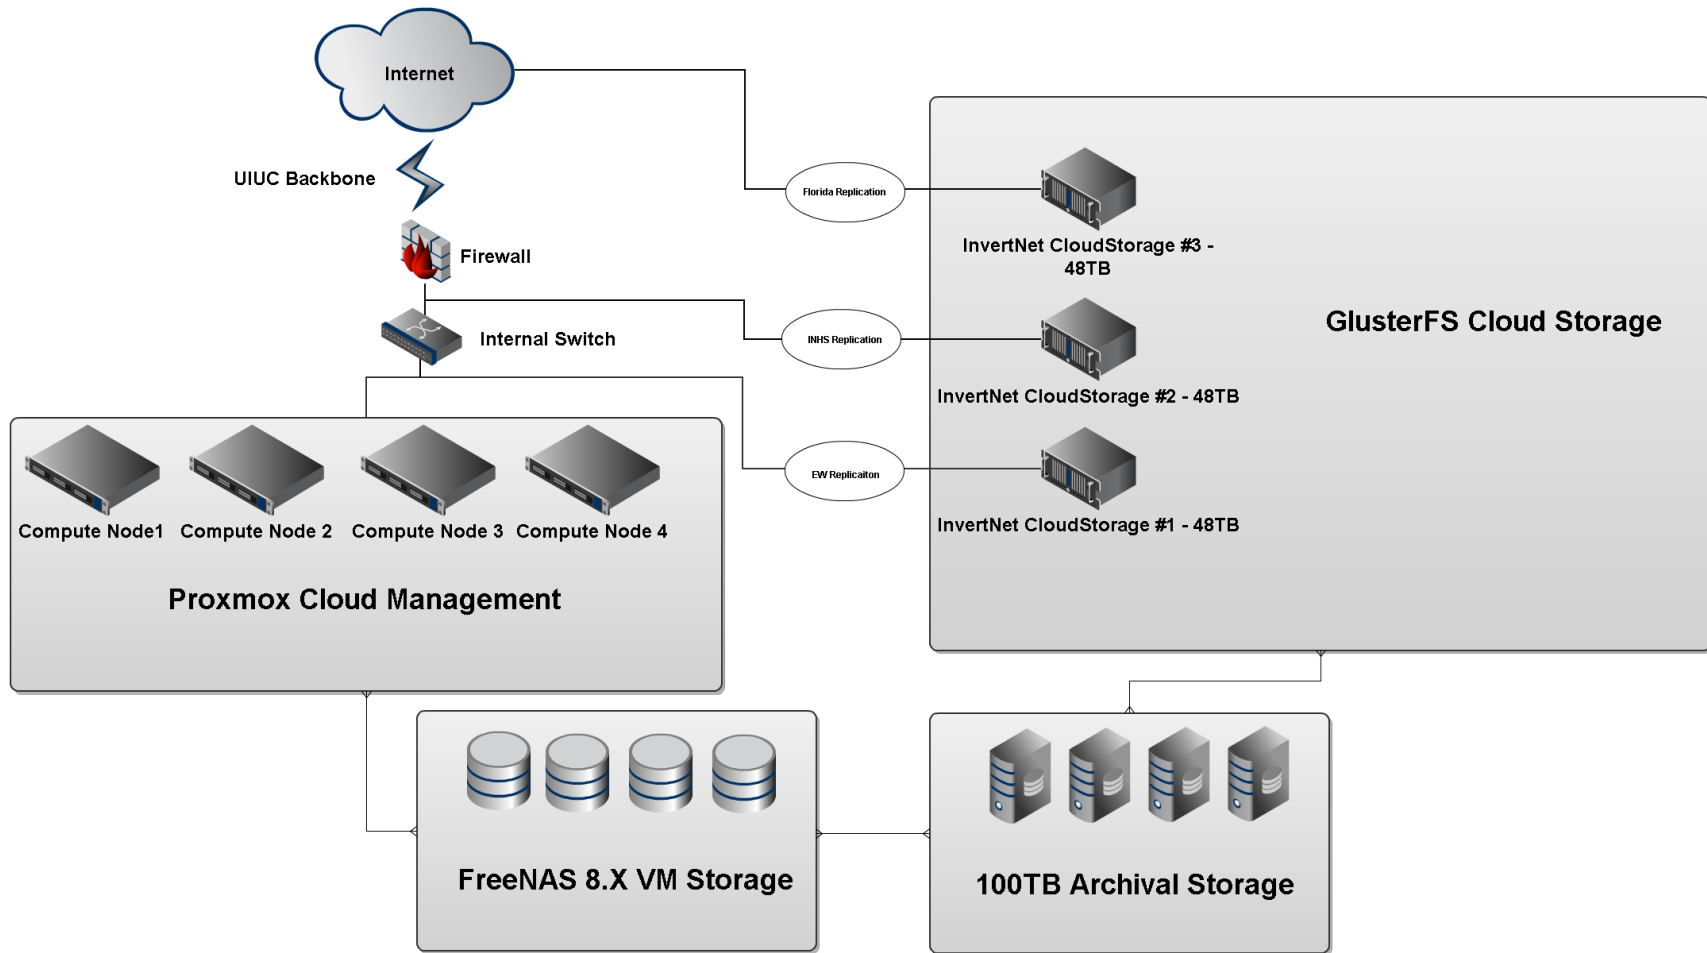 Internet
UIUC Backbone
Florida Replication
Firewall
InvertNet CloudStorage #3 -
48TB
GlusterFS Cloud Storage
Internal Switch
INHS Replication
InvertNet CloudStorage #2 - 48TB
EW Replicaiton
InvertNet CloudStorage #1 - 48TB
Compute Node1
Compute Node 2
Compute Node 3
Compute Node 4
Proxmox Cloud Management
FreeNAS 8.X VM Storage
100TB Archival Storage